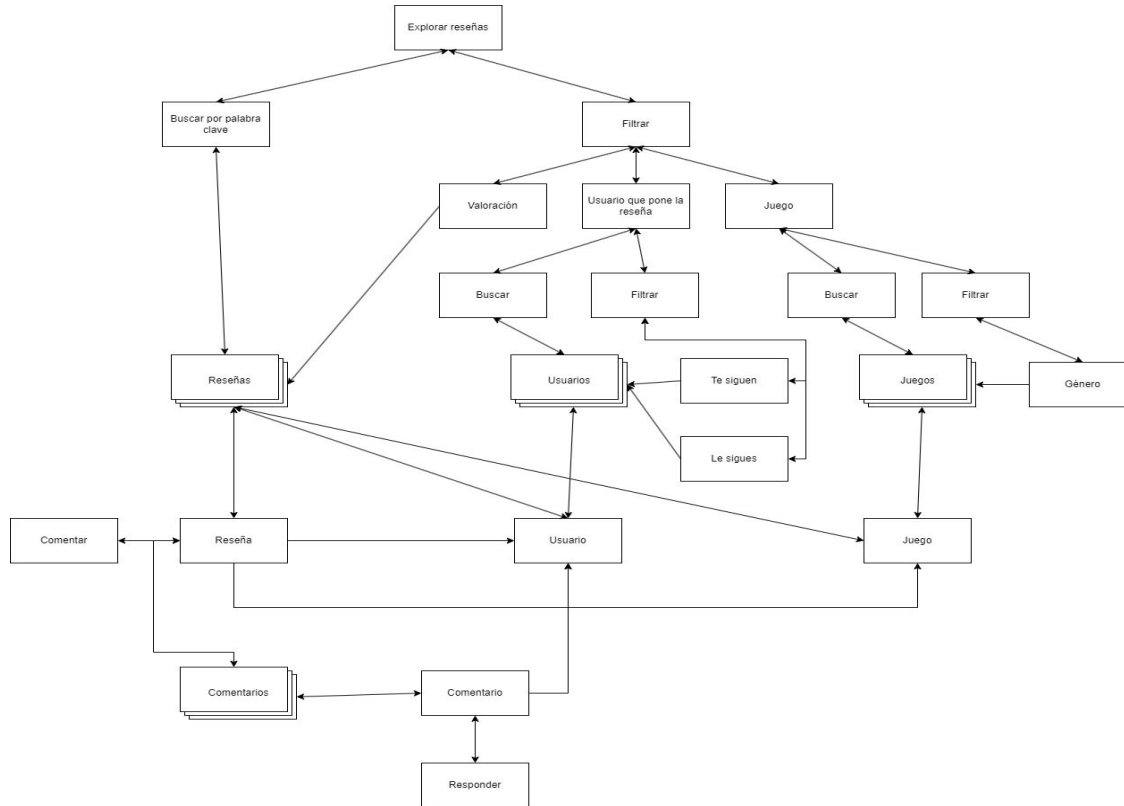 Explorar reseñas
Buscar por palabra
clave
Filtrar
Valoración
Usuario que pone la
reseña
Juego
Buscar
Filtrar
Buscar
Filtrar
Reseñas
Usuarios
Te siguen
Juegos
Género
Le sigues
Comentar
Reseña
Usuario
Juego
Comentarios
Comentario
Responder